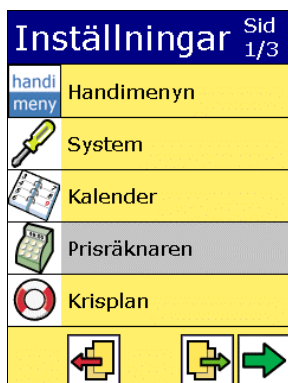 Inställningar
Sid
1/3
handi
meny
Handimenyn
System
Kalender
Prisräknaren
Krisplan